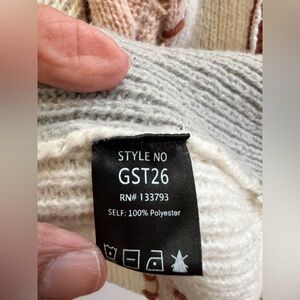 STYLE NO
GST26
RN# 133793
SELF: 100% Polyester